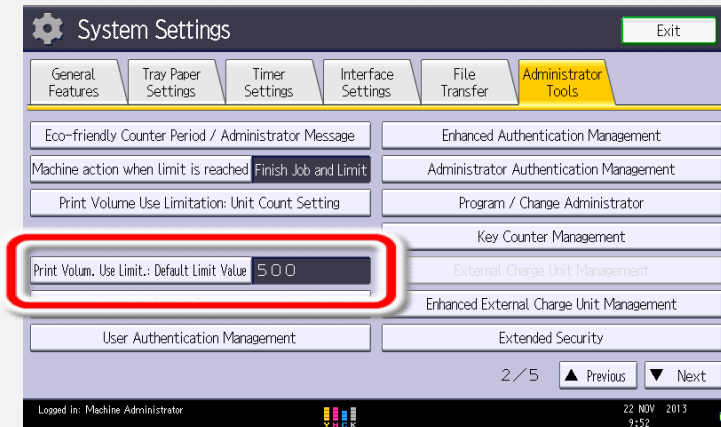 System Settings
Exit
General
Features
Tray Paper
Settings
Timer
Settings
Interface
Settings
File
Transfer
Administrator
Tools
Eco-friendly Counter Period / Administrator Message
Enhanced Authentication Management
Machine action when limit is reached Finish Job and Limit
Administrator Authentication Management
Print Volume Use Limitation: Unit Count Setting
Program / Change Administrator
Key Counter Management
Print Volum. Use Limit.: Default Limit Value 500
External Charge Unit Management
Enhanced External Charge Unit Management
User Authentication Management
Extended Security
2/5 ▲ Previous ▼ Next
Logged in: Machine Administrator
Y M C K
22 NOV 2013
9:52